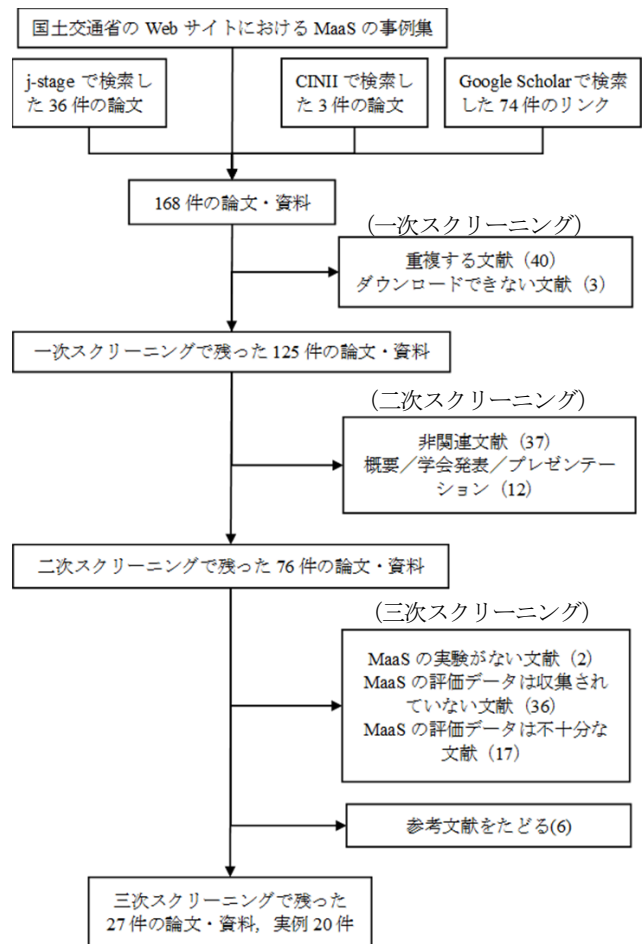 国土交通省の Web サイトにおける MaaS の事例集
j-stage で検索し
た 36 件の論文
CINII で検索し
た 3 件の論文
Google Scholar で検索
した 74 件のリンク
168 件の論文・資料
(一次スクリーニング)
重複する文献（40）
ダウンロードできない文献（3）
一次スクリーニングで残った 125 件の論文・資料
(二次スクリーニング)
非関連文献（37）
概要／学会発表／プレゼンテー
ション（12）
二次スクリーニングで残った 76 件の論文・資料
(三次スクリーニング)
MaaS の実験がない文献（2）
MaaS の評価データは収集され
ていない文献（36）
MaaS の評価データは不十分な
文献（17）
参考文献をたどる(6)
三次スクリーニングで残った
27 件の論文・資料，実例 20 件